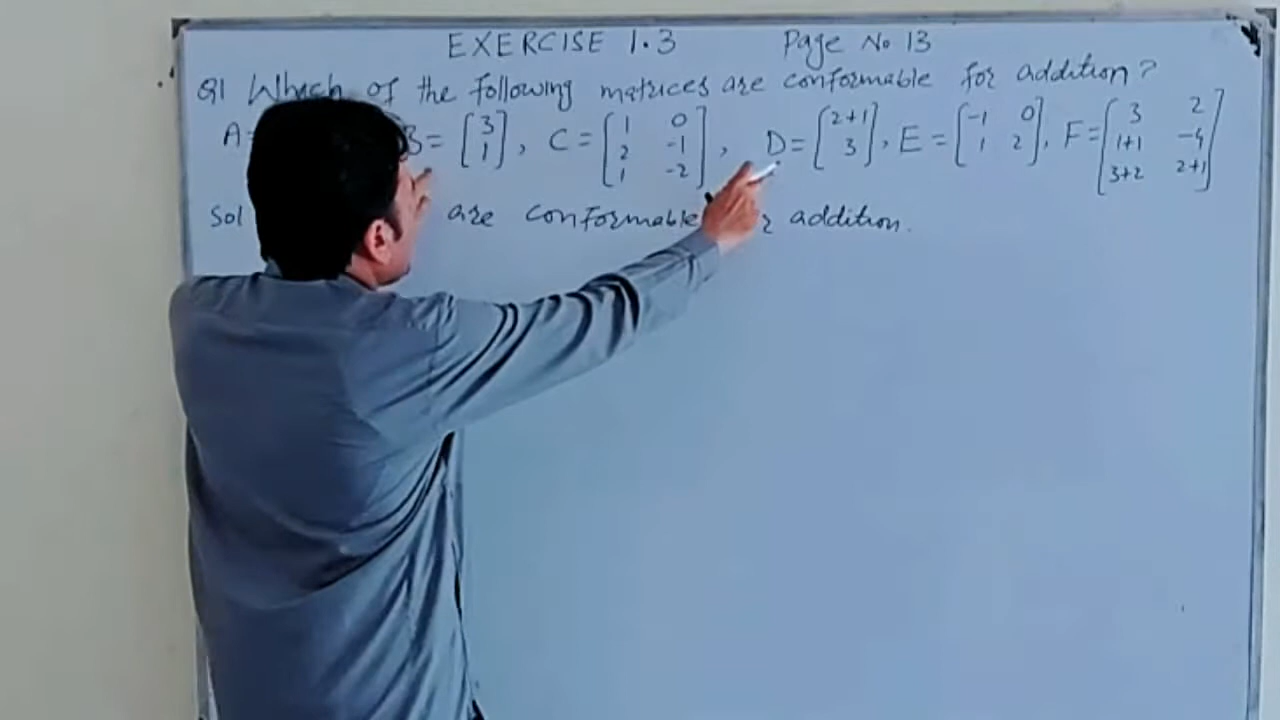 EXERCISE 1.3 Page No 13
Q1 Which of the following matrices are conformable for addition?
A= B= [3 1], C = [1 0 2 -1 1 -2], D= [2+1 3], E = [-1 0 1 2], F= [3 2 1+1 -4 3+2 2+1]
Sol are conformable addition.